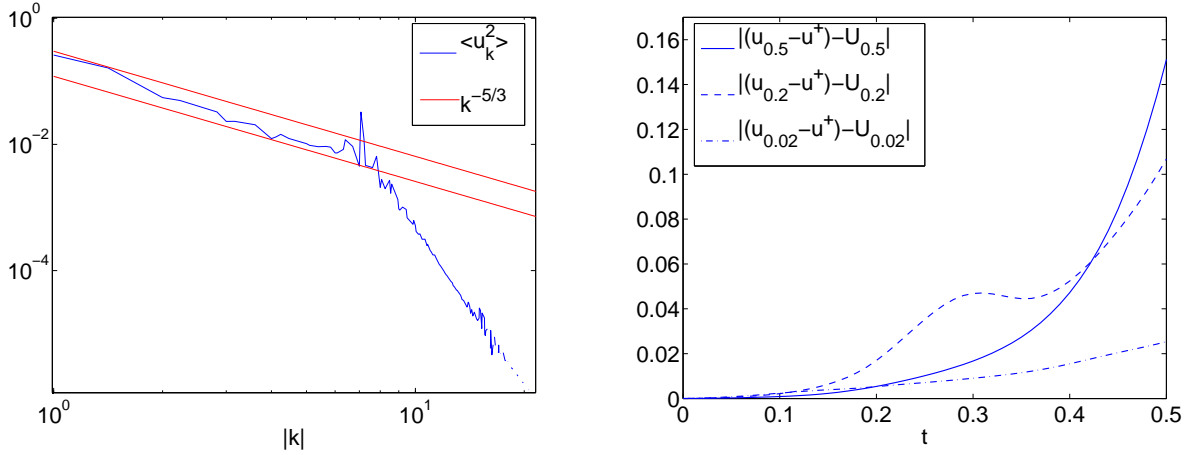 10^0
10^−2
10^−4
10^0
10^1
|k|
<u_k^2>
k^−5/3
0.16
0.14
0.12
0.1
0.08
0.06
0.04
0.02
0
0
0.1
0.2
0.3
0.4
0.5
t
|(u_0.5−u^+)−U_0.5|
|(u_0.2−u^+)−U_0.2|
|(u_0.02−u^+)−U_0.02|